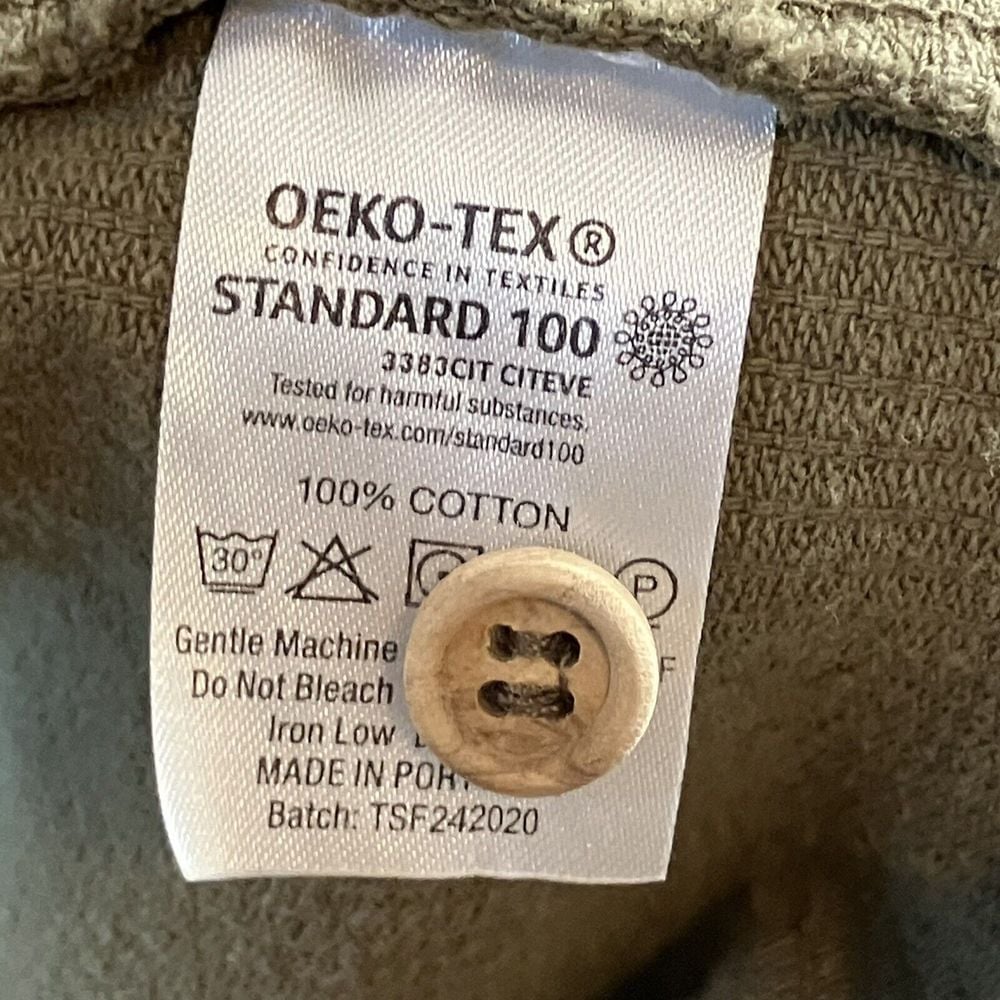 OEKO-TEX®
CONFIDENCE IN TEXTILES
STANDARD 100
3383CIT CITEVE
Tested for harmful substances.
www.oeko-tex.com/standard100
100% COTTON
30° P
Gentle Machine
Do Not Bleach
Iron Low
MADE IN POR
Batch: TSF242020